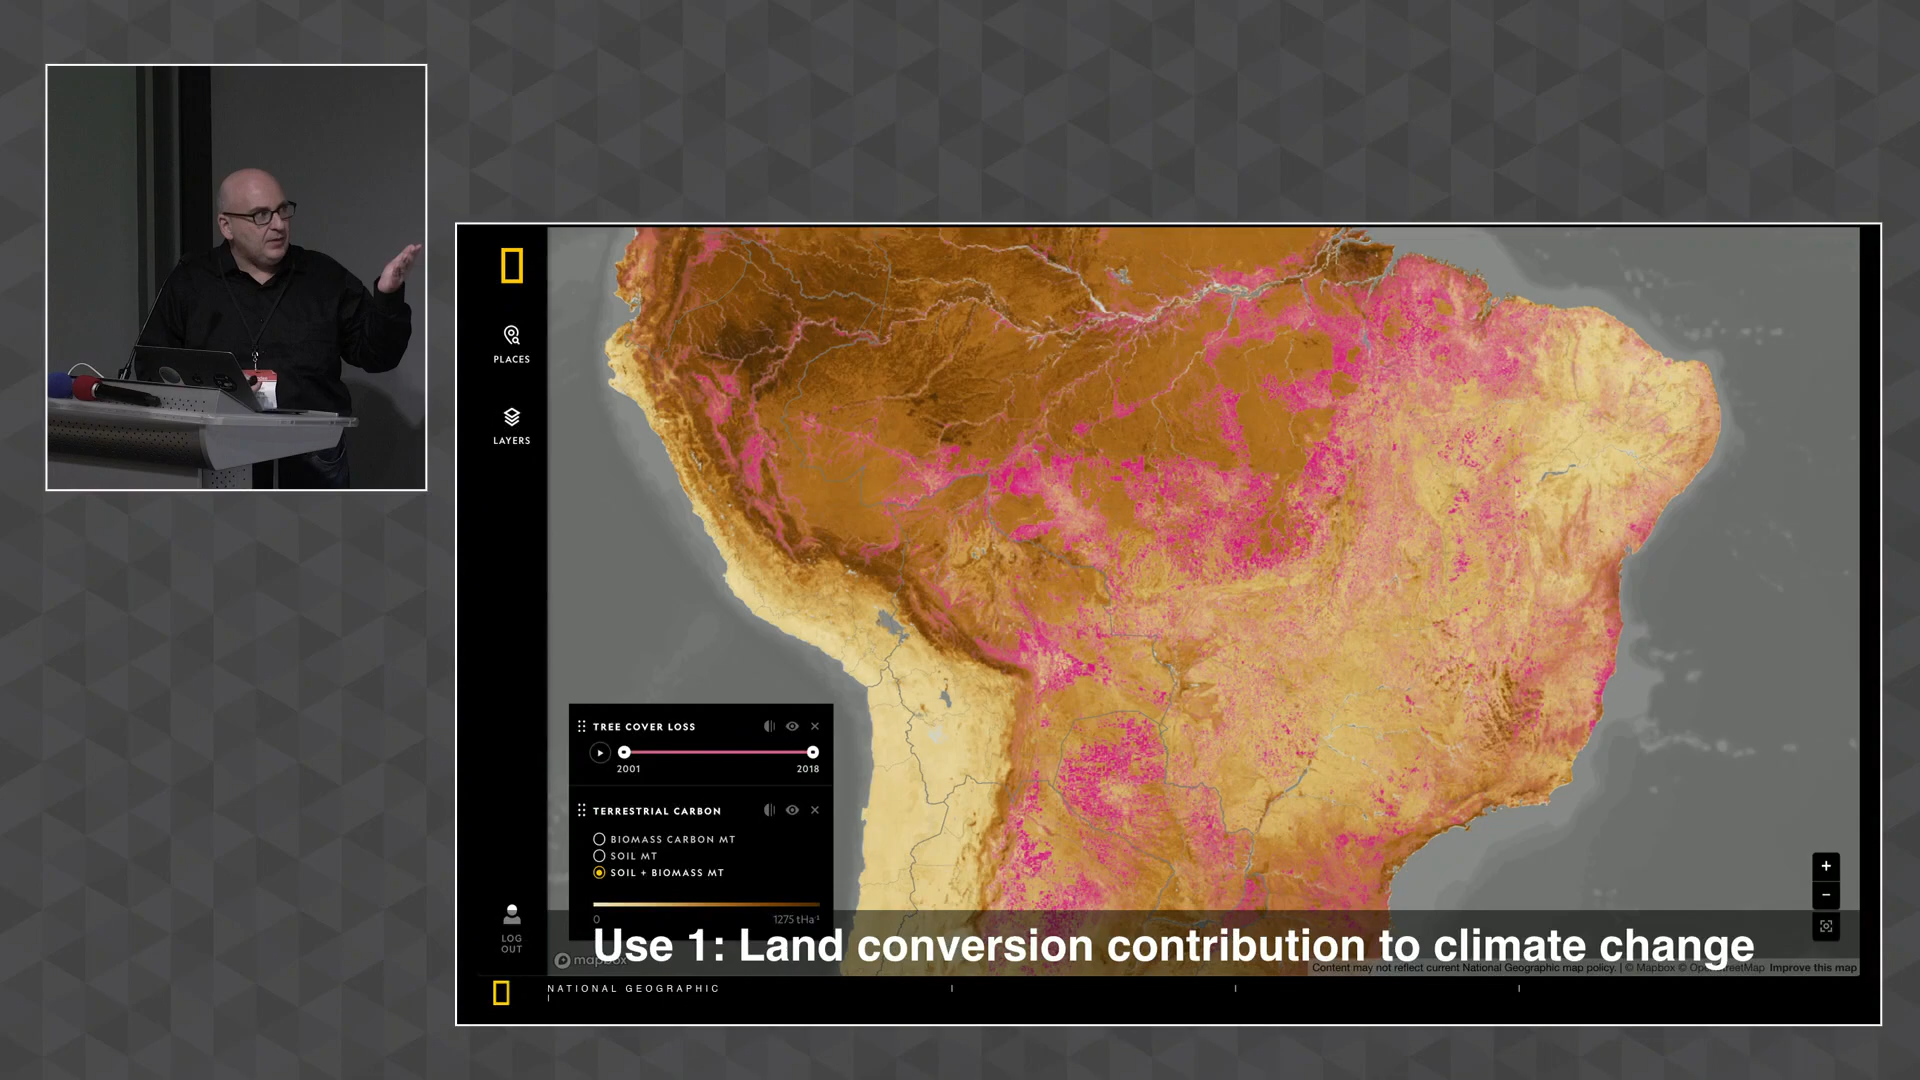 PLACES
LAYERS
TREE COVER LOSS
2001 2018
TERRESTRIAL CARBON
BIOMASS CARBON MT
SOIL MT
SOIL + BIOMASS MT
0 1275 tHa⁻¹
+
−
LOG
OUT
Use 1: Land conversion contribution to climate change
mapbox
Content may not reflect current National Geographic map policy. | © Mapbox © OpenStreetMap Improve this map
NATIONAL GEOGRAPHIC